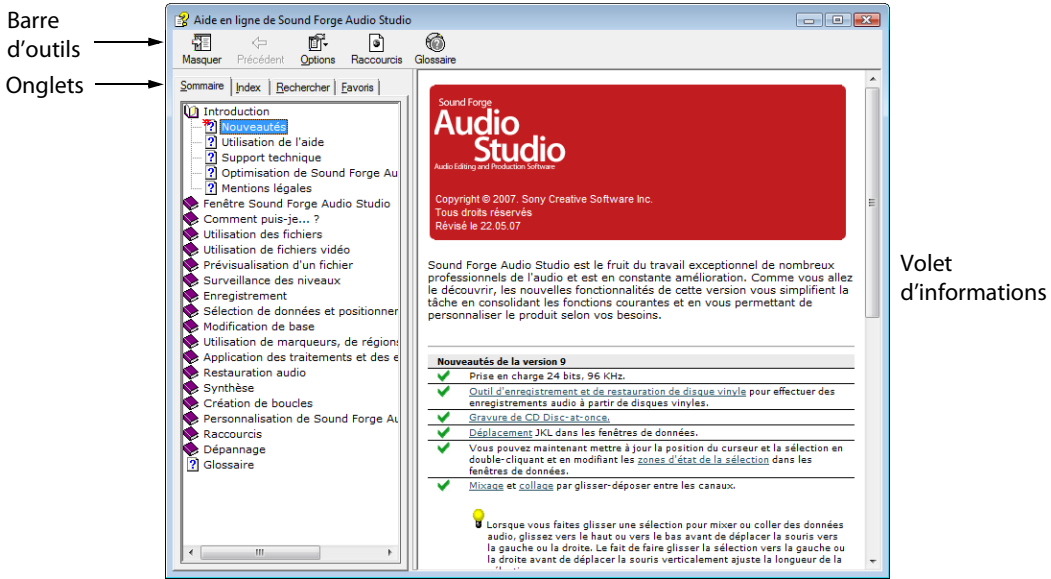 Barre
d'outils
Onglets
Aide en ligne de Sound Forge Audio Studio
Masquer
Précédent
Options
Raccourcis
Glossaire
Sommaire
Index
Rechercher
Favoris
Introduction
Nouveautés
Utilisation de l'aide
Support technique
Optimisation de Sound Forge Au
Mentions légales
Fenêtre Sound Forge Audio Studio
Comment puis-je... ?
Utilisation des fichiers
Utilisation de fichiers vidéo
Prévisualisation d'un fichier
Surveillance des niveaux
Enregistrement
Sélection de données et positionner
Modification de base
Utilisation de marqueurs, de régions
Application des traitements et des e
Restauration audio
Synthèse
Création de boucles
Personnalisation de Sound Forge Au
Raccourcis
Dépannage
Glossaire
Sound Forge
Audio
Studio
Audio Editing and Production Software
Copyright © 2007. Sony Creative Software Inc.
Tous droits réservés
Révisé le 22.05.07
Sound Forge Audio Studio est le fruit du travail exceptionnel de nombreux
professionnels de l'audio et est en constante amélioration. Comme vous allez
le découvrir, les nouvelles fonctionnalités de cette version vous simplifient la
tâche en consolidant les fonctions courantes et en vous permettant de
personnaliser le produit selon vos besoins.
Nouveautés de la version 9
Prise en charge 24 bits, 96 KHz.
Outil d'enregistrement et de restauration de disque vinyle pour effectuer des
enregistrements audio à partir de disques vinyles.
Gravure de CD Disc-at-once.
Déplacement JKL dans les fenêtres de données.
Vous pouvez maintenant mettre à jour la position du curseur et la sélection en
double-cliquant et en modifiant les zones d'état de la sélection dans les
fenêtres de données.
Mixage et collage par glisser-déposer entre les canaux.
Lorsque vous faites glisser une sélection pour mixer ou coller des données
audio, glissez vers le haut ou vers le bas avant de déplacer la souris vers
la gauche ou la droite. Le fait de faire glisser la sélection vers la gauche ou
la droite avant de déplacer la souris verticalement ajuste la longueur de la
Volet
d'informations